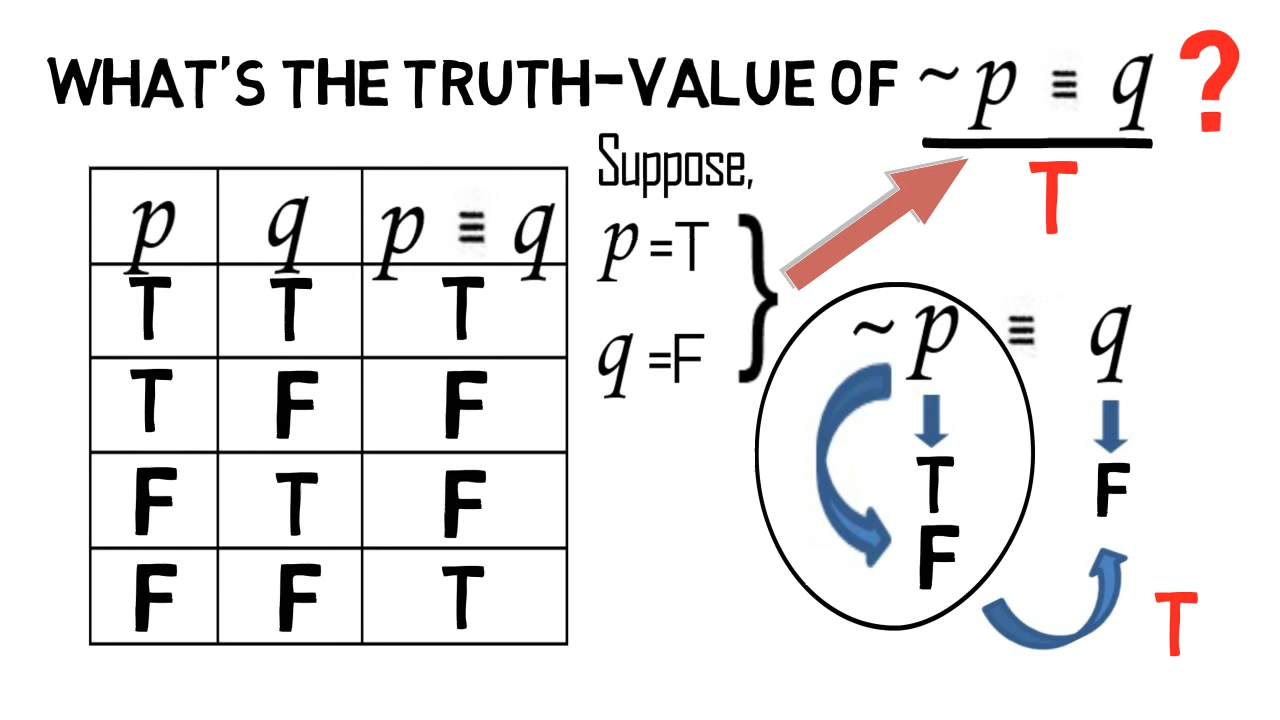 WHAT'S THE TRUTH-VALUE OF ~ p ≡ q ?
T
Suppose,
p =T
q =F
p q p ≡ q
T T T
T F F
F T F
F F T
~ p ≡ q
T F
F
T